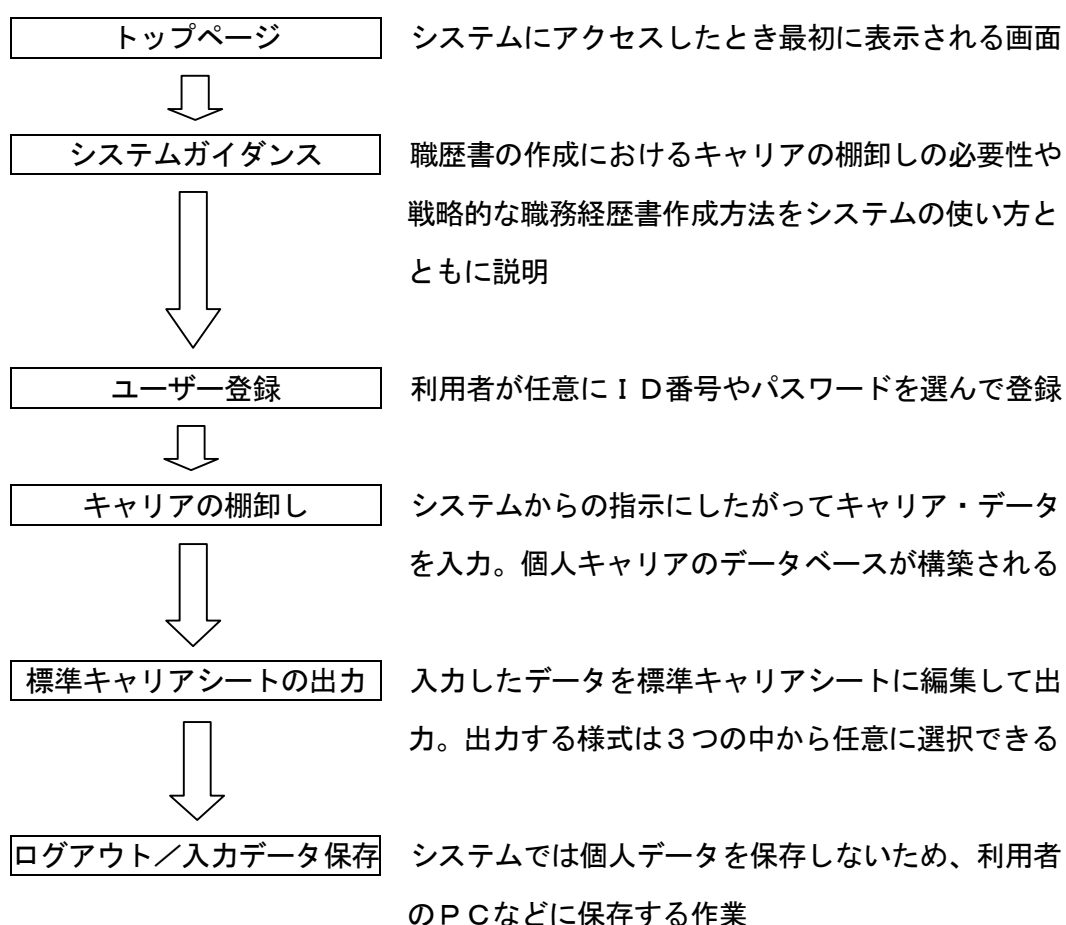 トップページ
システムにアクセスしたとき最初に表示される画面
システムガイダンス
職歴書の作成におけるキャリアの棚卸しの必要性や
戦略的な職務経歴書作成方法をシステムの使い方と
ともに説明
ユーザー登録
利用者が任意にＩＤ番号やパスワードを選んで登録
キャリアの棚卸し
システムからの指示にしたがってキャリア・データ
を入力。個人キャリアのデータベースが構築される
標準キャリアシートの出力
入力したデータを標準キャリアシートに編集して出
力。出力する様式は３つの中から任意に選択できる
ログアウト／入力データ保存
システムでは個人データを保存しないため、利用者
のＰＣなどに保存する作業